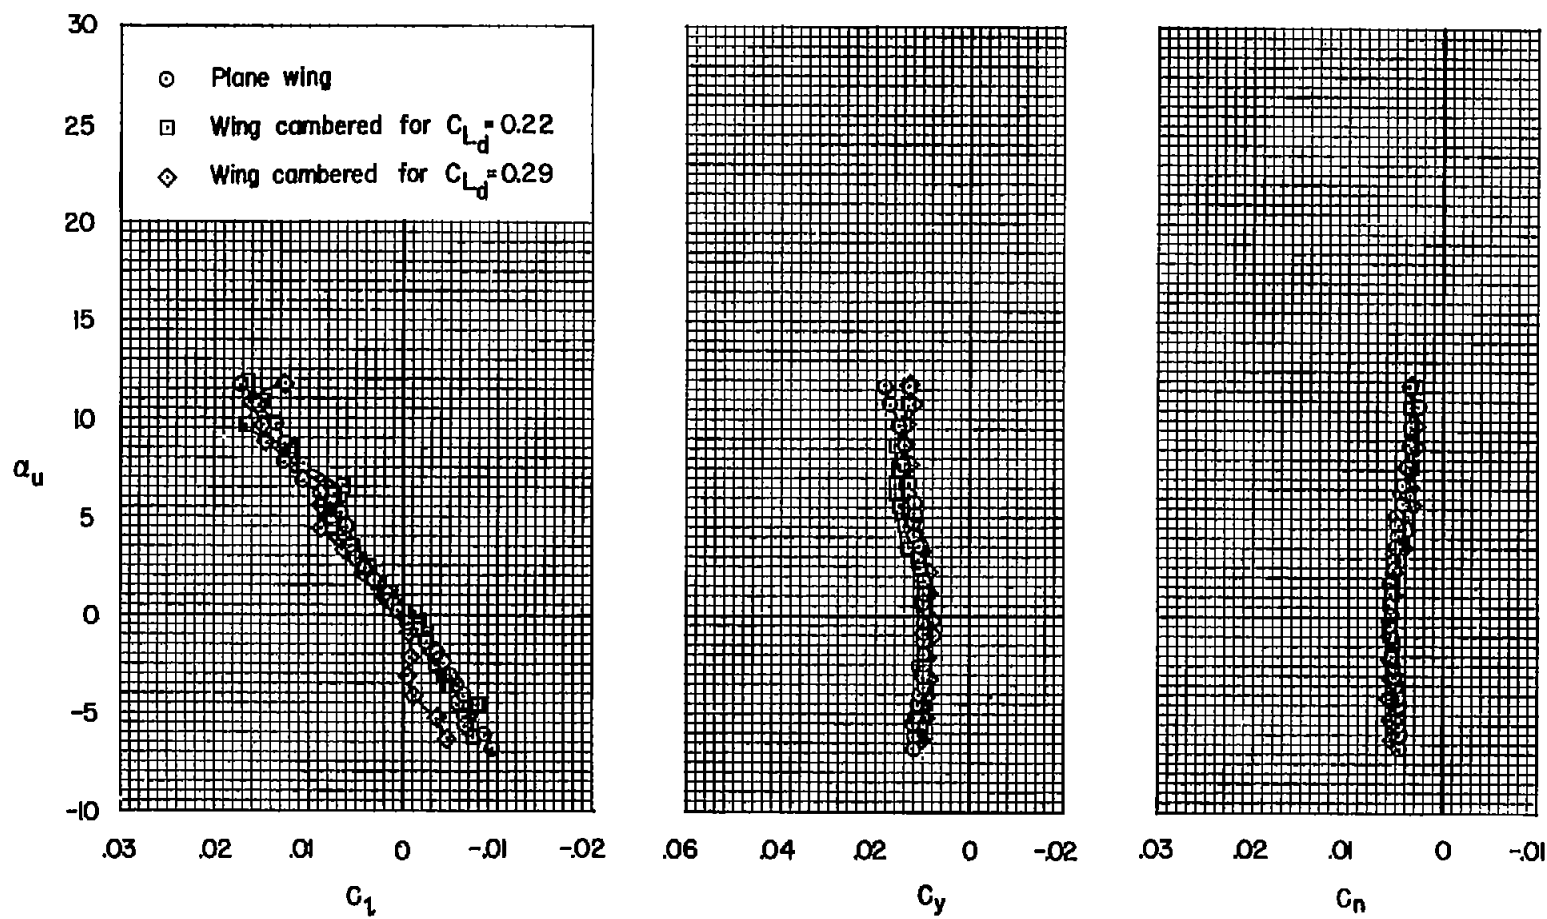 30
25
20
15
10
5
0
-5
-10
α_u
Plane wing
Wing cambered for C_L_d=0.22
Wing cambered for C_L_d=0.29
.03 .02 .01 0 -.01 -.02
C_l
.06 .04 .02 0 -.02
C_y
.03 .02 .01 0 -.01
C_n